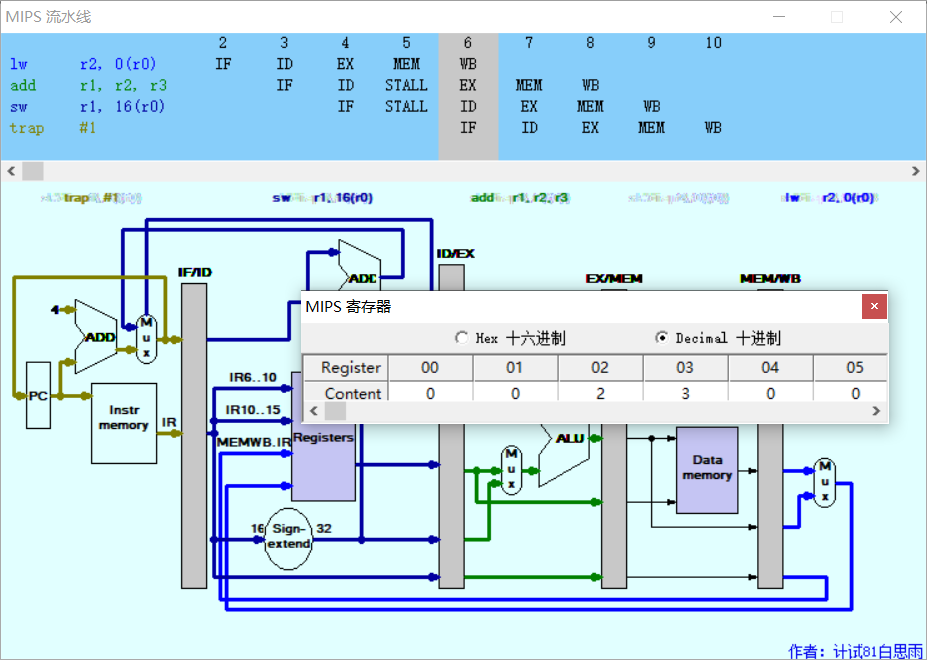 MIPS 流水线
2 3 4 5 6 7 8 9 10
lw r2, 0(r0) IF ID EX MEM WB
add r1, r2, r3 IF ID STALL EX MEM WB
sw r1, 16(r0) IF STALL ID EX MEM WB
trap #1 IF ID EX MEM WB
trap #1 sw r1, 16(r0) add r1, r2, r3 lw r2, 0(r0)
ID/EX
IF/ID
EX/MEM
MEM/WB
ADD
MIPS 寄存器
Hex 十六进制 Decimal 十进制
Register 00 01 02 03 04 05
Content 0 0 2 3 0 0
4
ADD
Mux
PC
Instr
memory
IR
IR6..10
IR10..15
MEMWB.IR
Registers
16
Sign-
extend
32
Mux
ALU
Data
memory
Mux
作者：计试81白思雨